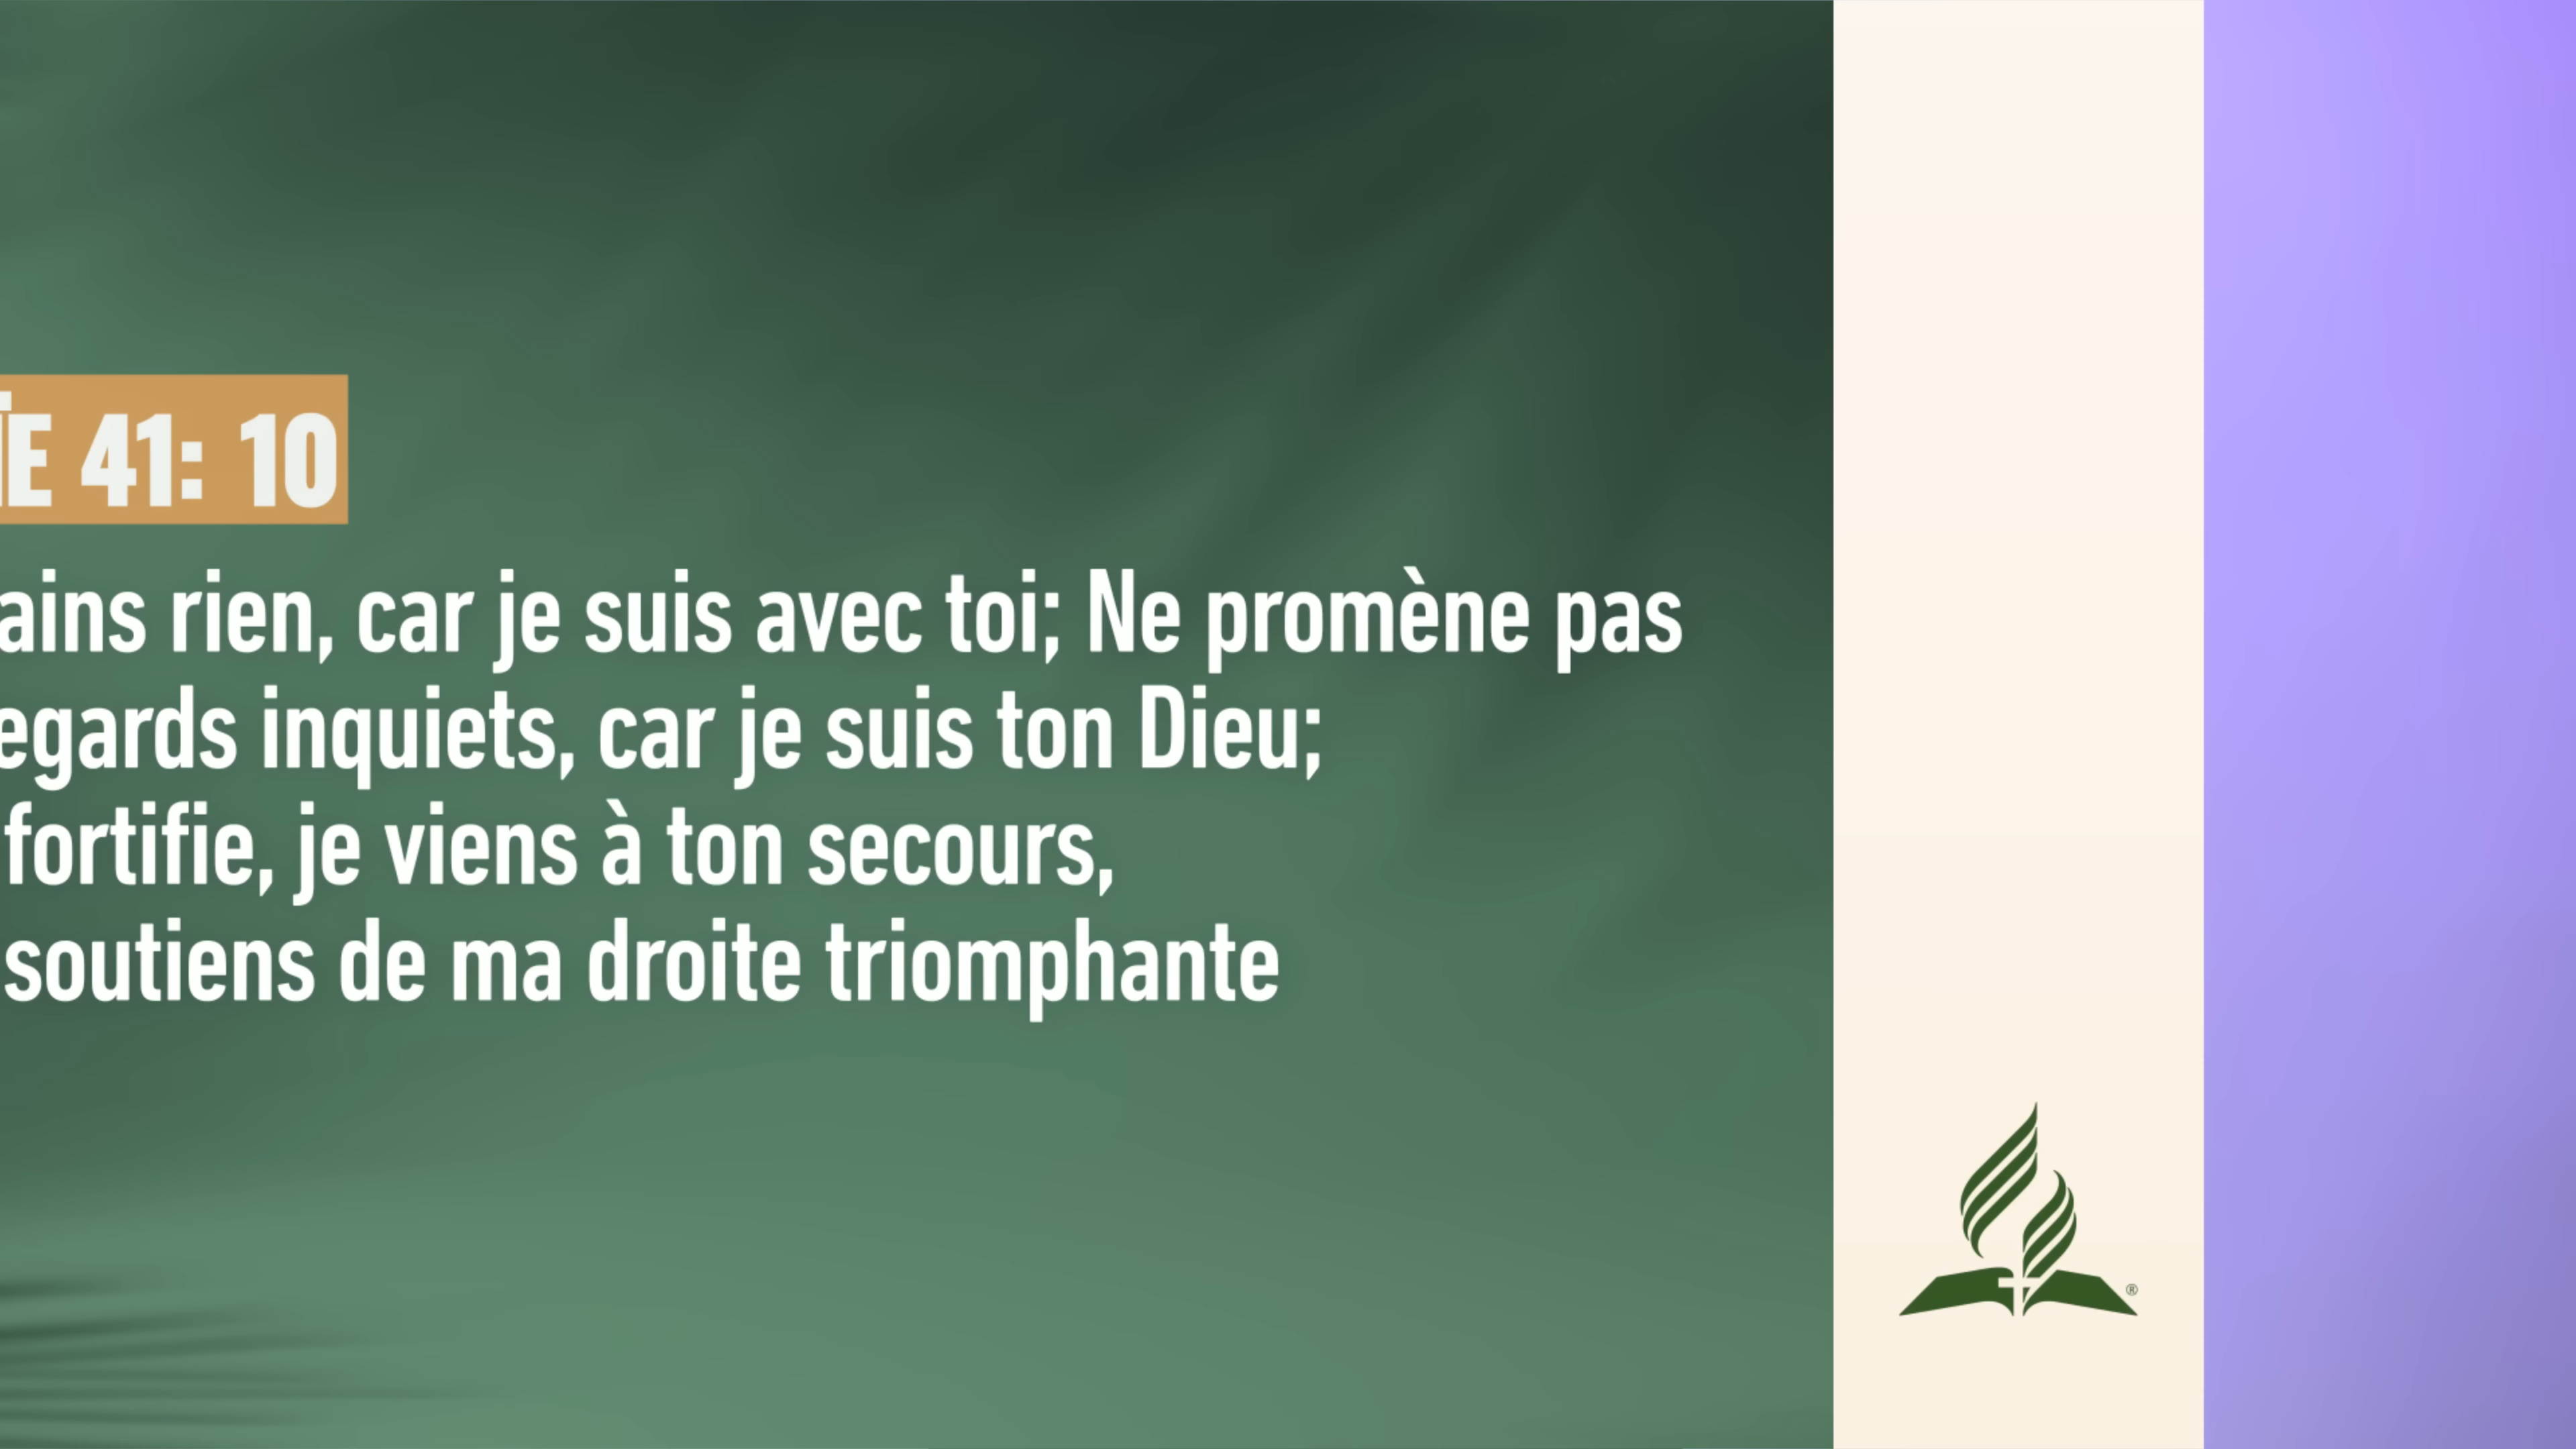 ÏE 41: 10
ains rien, car je suis avec toi; Ne promène pas
egards inquiets, car je suis ton Dieu;
fortifie, je viens à ton secours,
soutiens de ma droite triomphante
®